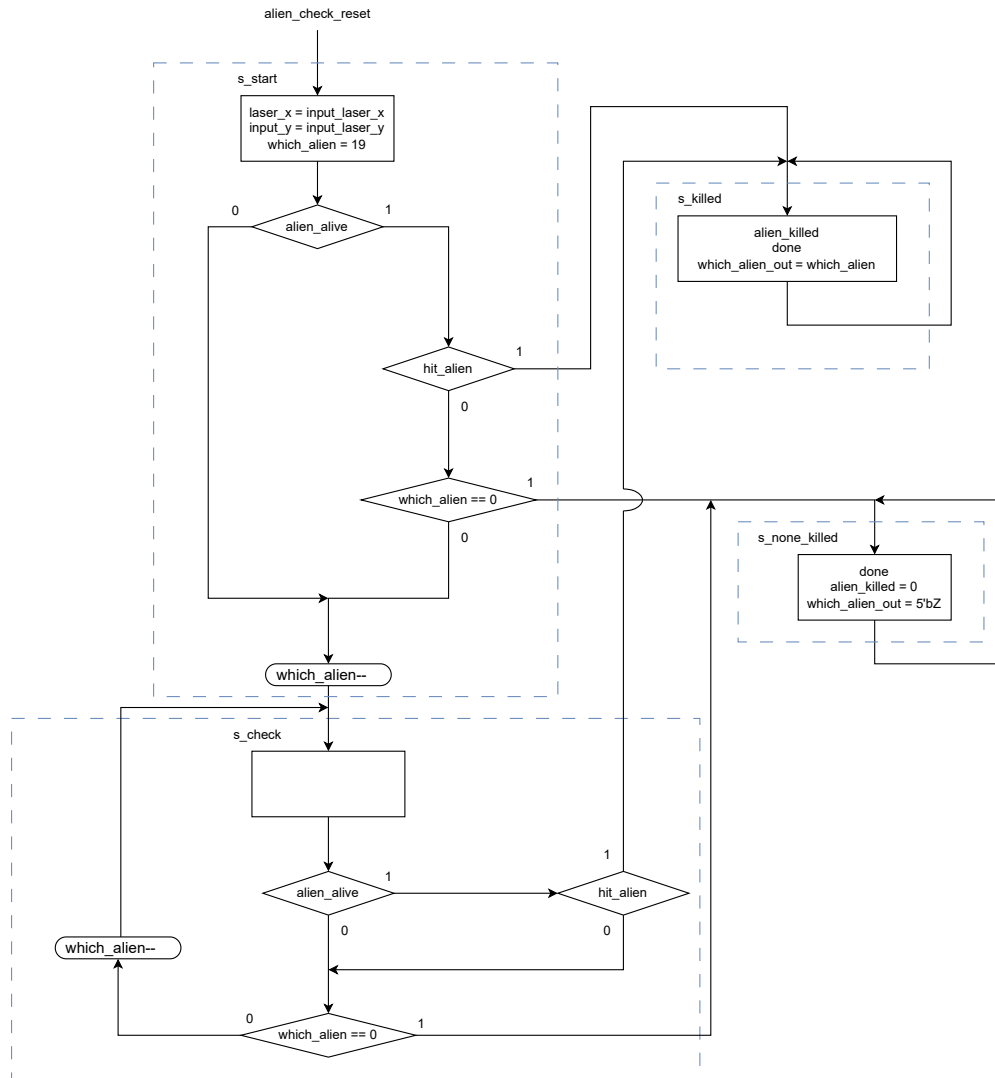 alien_check_reset
s_start
laser_x = input_laser_x
input_y = input_laser_y
which_alien = 19
0
alien_alive
1
hit_alien
1
0
which_alien == 0
1
0
which_alien--
s_killed
alien_killed
done
which_alien_out = which_alien
s_none_killed
done
alien_killed = 0
which_alien_out = 5'bZ
s_check
alien_alive
1
0
1
hit_alien
0
which_alien--
0
which_alien == 0
1